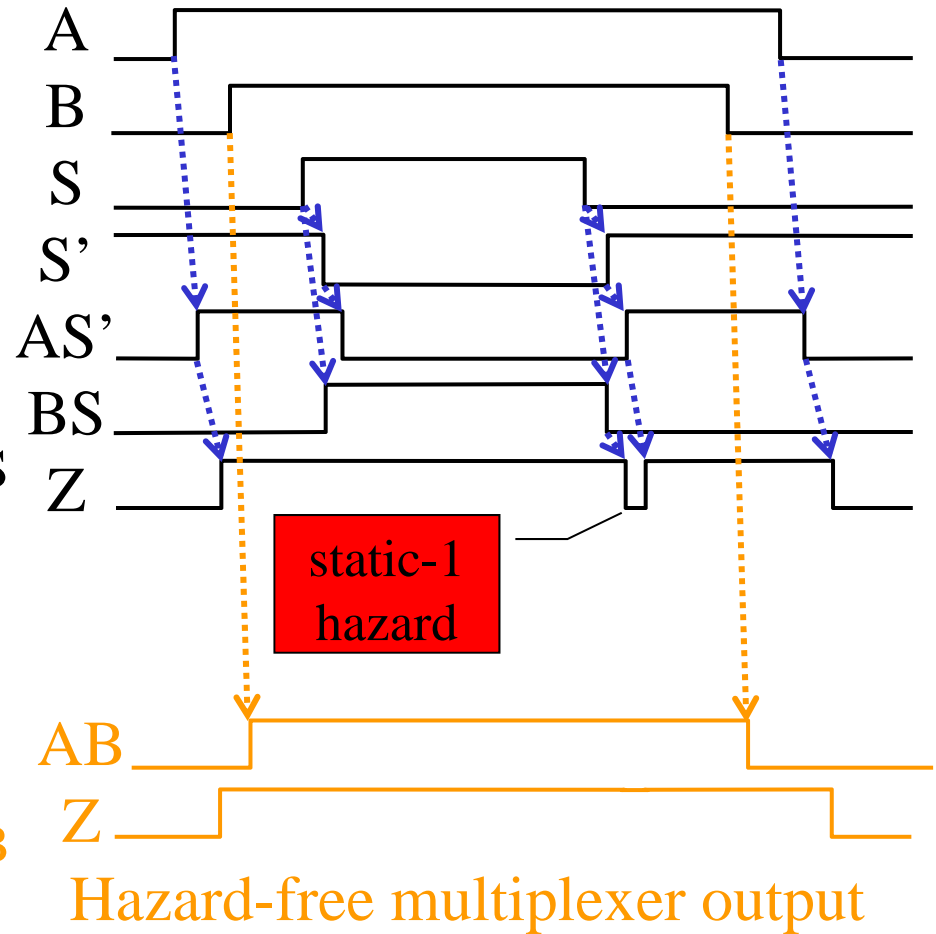 A
B
S
S’
AS’
BS
S
Z
static-1
hazard
AB
Z
B
Hazard-free multiplexer output